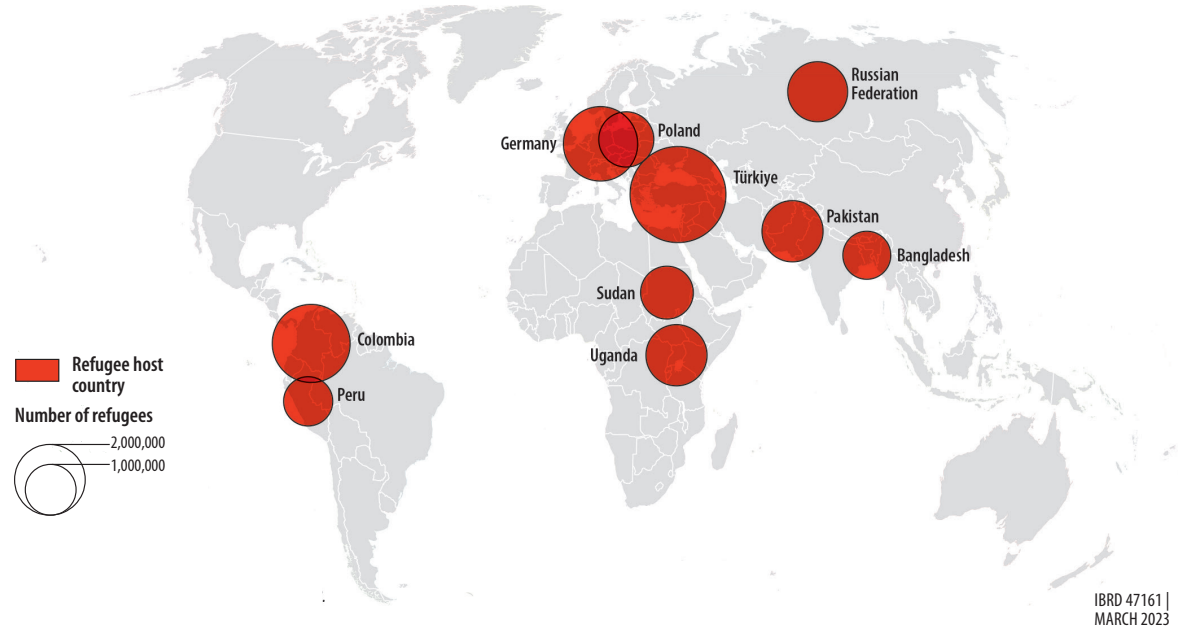 Russian
Federation
Germany
Poland
Türkiye
Pakistan
Bangladesh
Sudan
Uganda
Colombia
Peru
Refugee host
country
Number of refugees
2,000,000
1,000,000
IBRD 47161 |
MARCH 2023